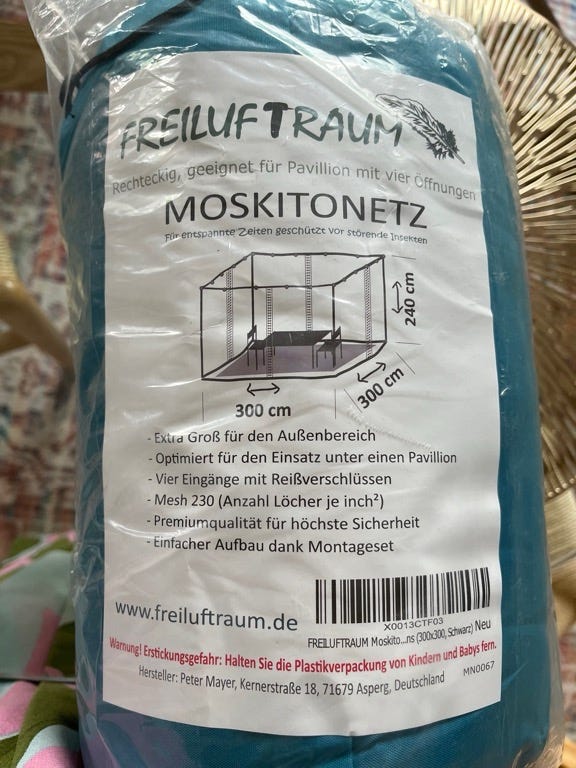 FREILUFTRAUM
Rechteckig, geeignet für Pavillion mit vier Öffnungen
MOSKITONETZ
Für entspannte Zeiten geschützt vor störende Insekten
240 cm
300 cm
300 cm
- Extra Groß für den Außenbereich
- Optimiert für den Einsatz unter einen Pavillion
- Vier Eingänge mit Reißverschlüssen
- Mesh 230 (Anzahl Löcher je inch²)
- Premiumqualität für höchste Sicherheit
- Einfacher Aufbau dank Montageset
www.freiluftraum.de
X0013CTF03
FREILUFTRAUM Moskito...ns (300x300, Schwarz) Neu
Warnung! Erstickungsgefahr: Halten Sie die Plastikverpackung von Kindern und Babys fern.
Hersteller: Peter Mayer, Kernerstraße 18, 71679 Asperg, Deutschland
MN0067